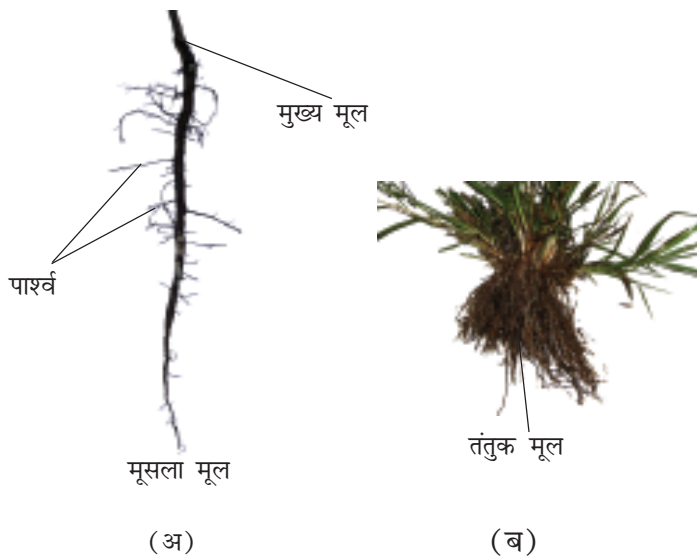 मुख्य मूल
पार्श्व
तंतुक मूल
मूसला मूल
(अ)
(ब)